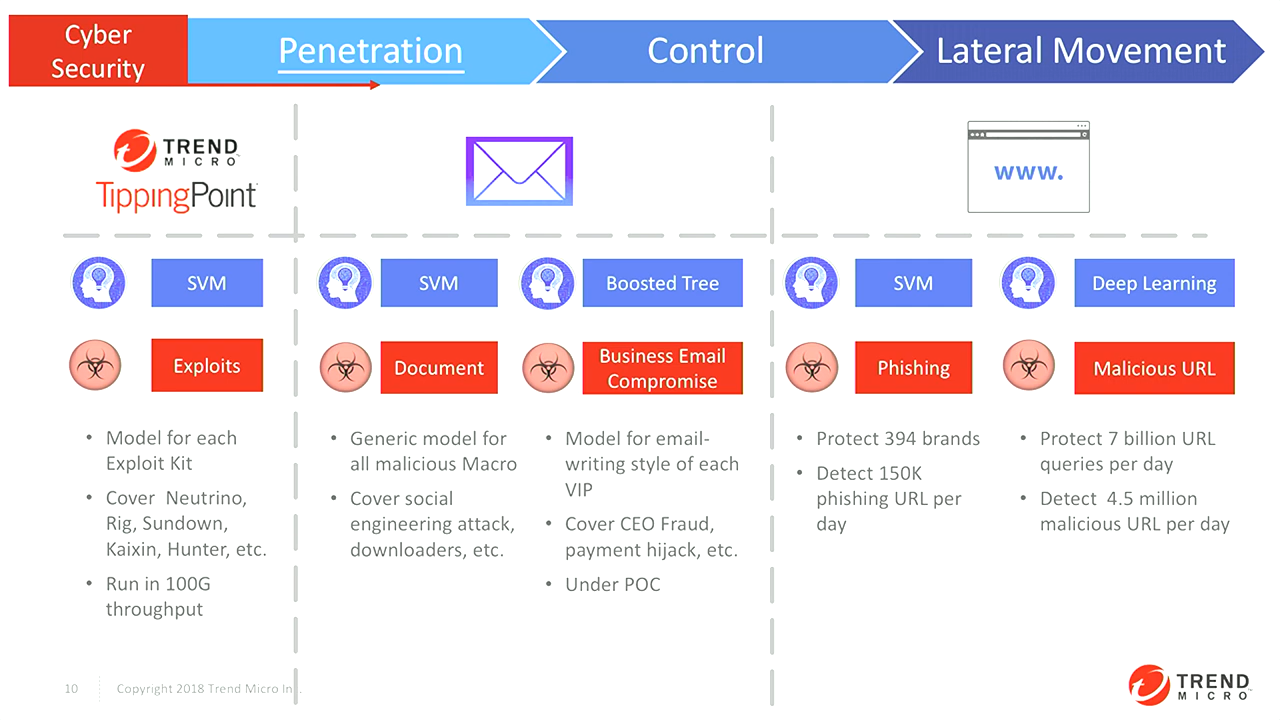 Cyber
Security
Penetration
Control
Lateral Movement
TREND
MICRO
TippingPoint
www.
SVM
Exploits
• Model for each
Exploit Kit
• Cover Neutrino,
Rig, Sundown,
Kaixin, Hunter, etc.
• Run in 100G
throughput
SVM
Document
• Generic model for
all malicious Macro
• Cover social
engineering attack,
downloaders, etc.
Boosted Tree
Business Email
Compromise
• Model for email-
writing style of each
VIP
• Cover CEO Fraud,
payment hijack, etc.
• Under POC
SVM
Phishing
• Protect 394 brands
• Detect 150K
phishing URL per
day
Deep Learning
Malicious URL
• Protect 7 billion URL
queries per day
• Detect 4.5 million
malicious URL per day
10
Copyright 2018 Trend Micro
TREND
MICRO